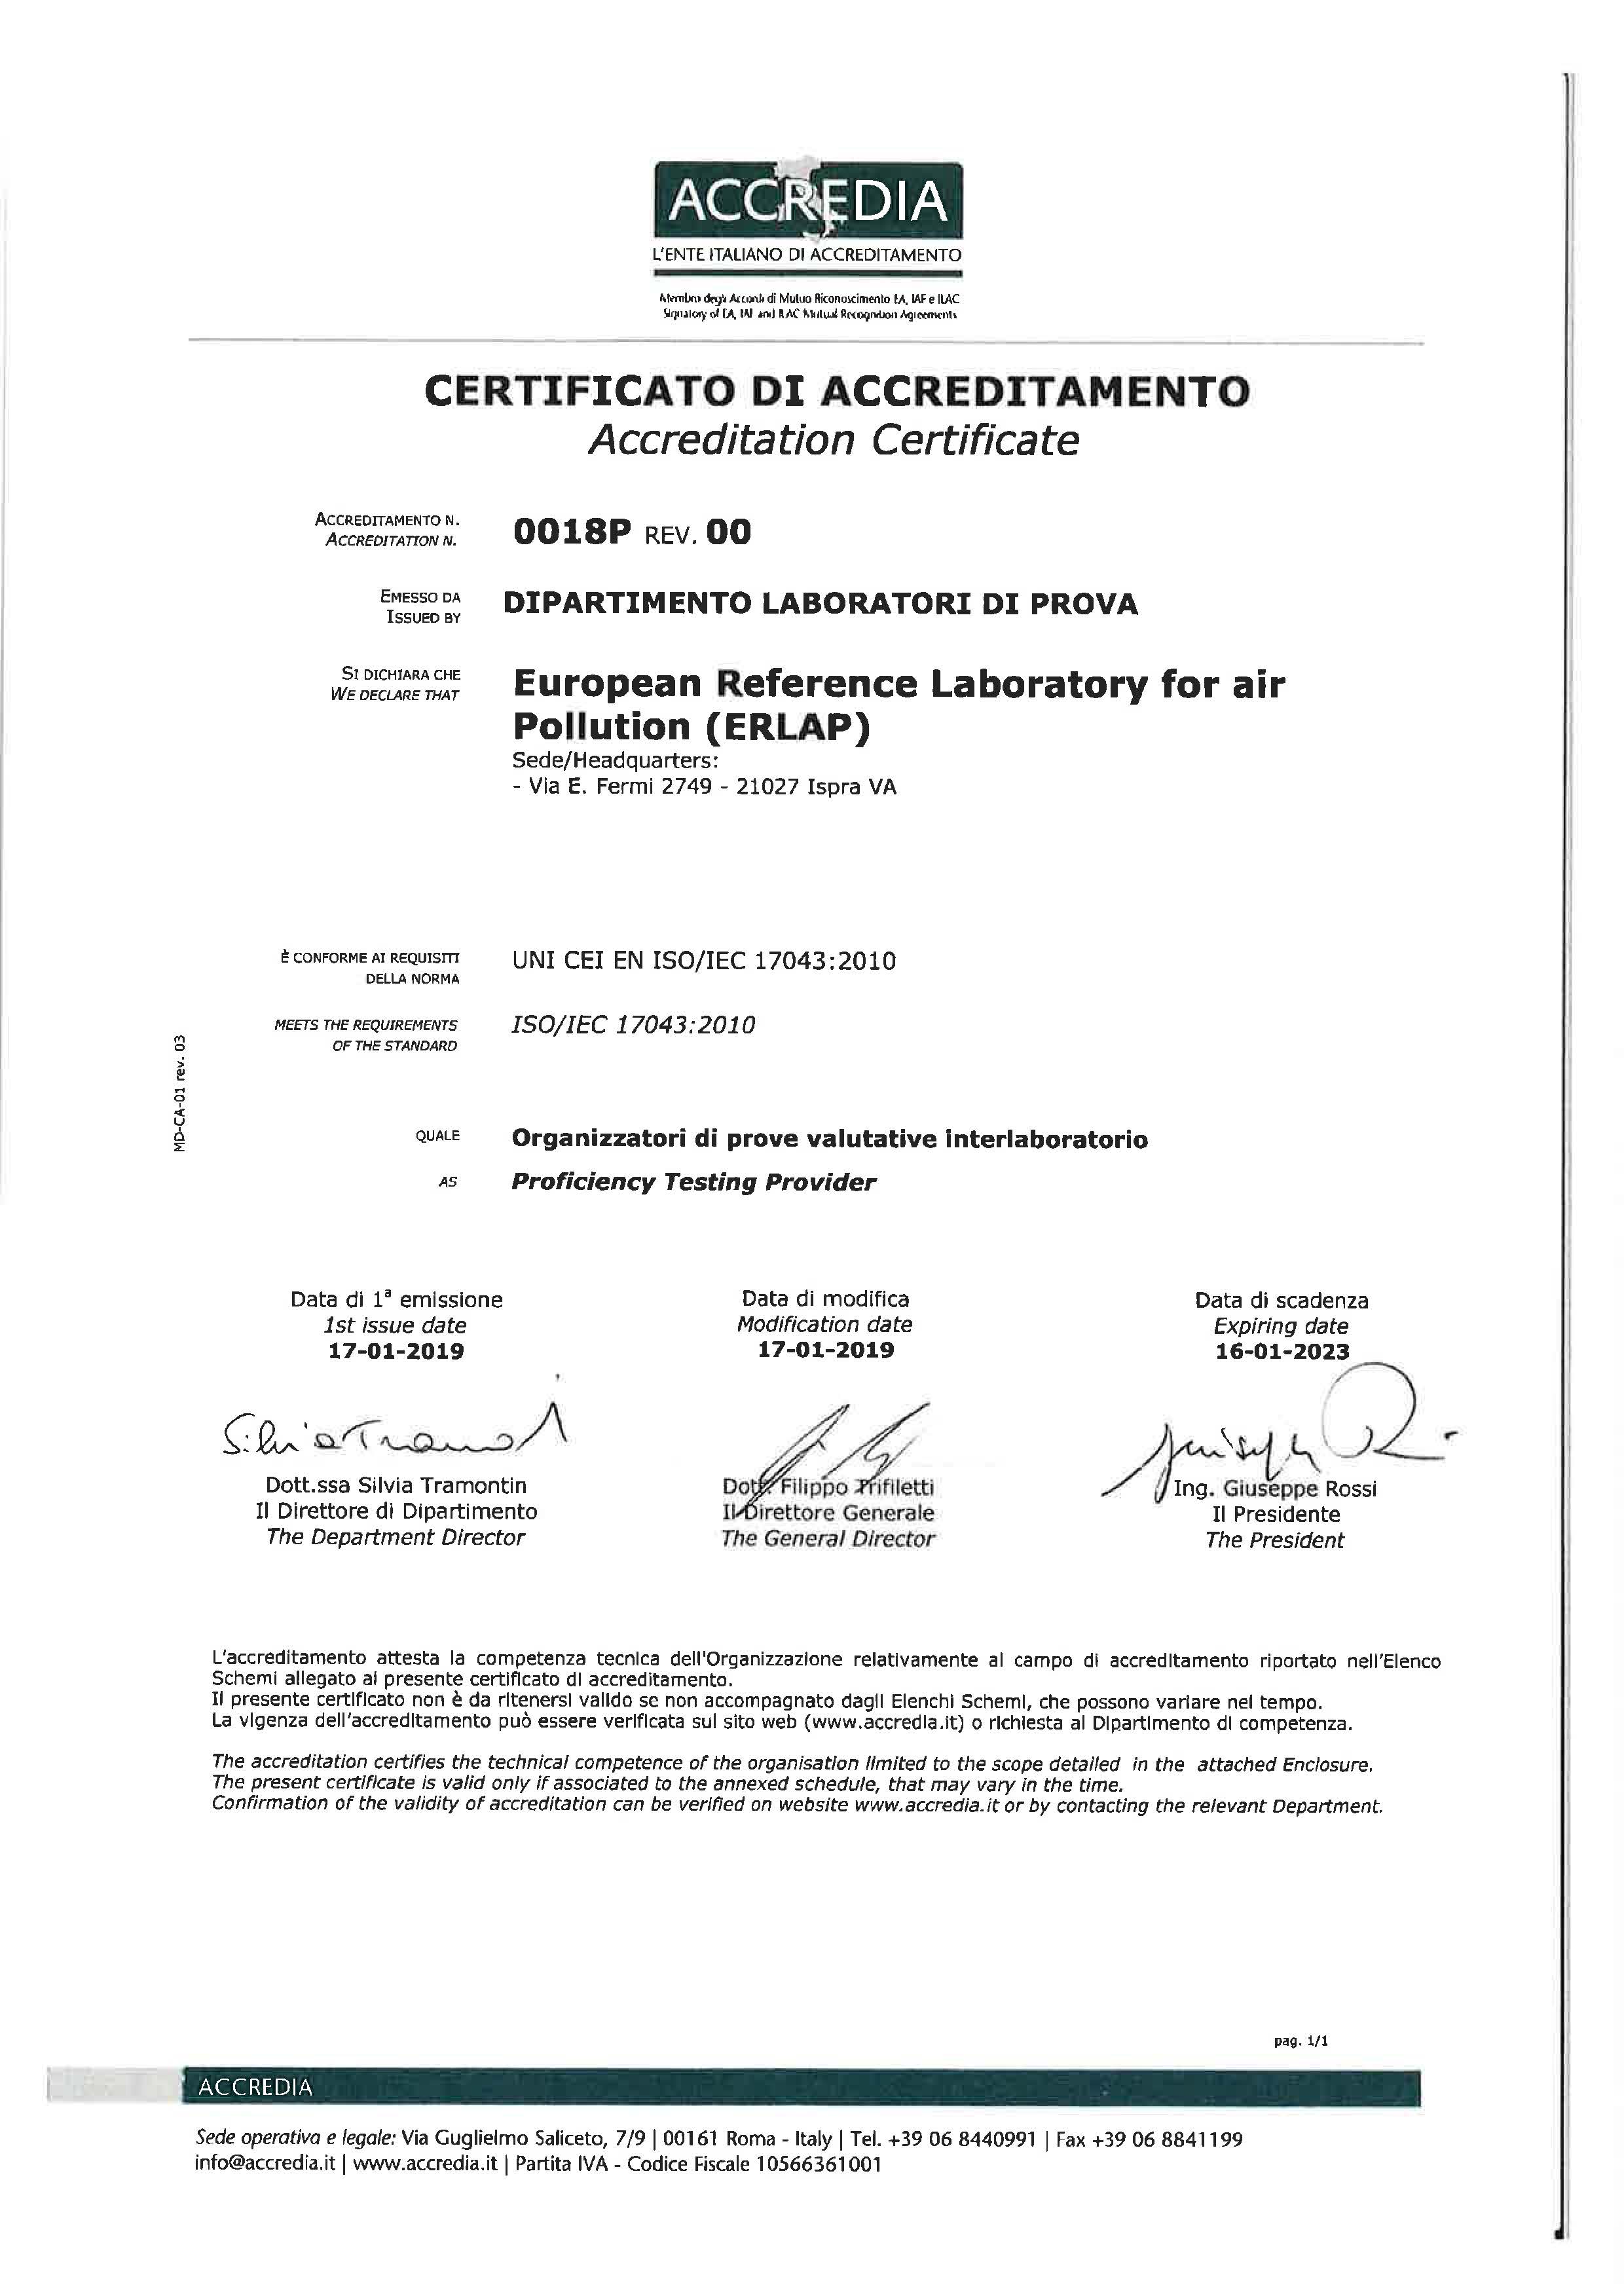 ACCREDIA
L'ENTE ITALIANO DI ACCREDITAMENTO
Membro degli Accordi di Mutuo Riconoscimento EA, IAF e ILAC
Signatory of EA, IAF and ILAC Mutual Recognition Agreements
CERTIFICATO DI ACCREDITAMENTO
Accreditation Certificate
ACCREDITAMENTO N.
ACCREDITATION N.
0018P REV. 00
EMESSO DA
ISSUED BY
DIPARTIMENTO LABORATORI DI PROVA
SI DICHIARA CHE
WE DECLARE THAT
European Reference Laboratory for air
Pollution (ERLAP)
Sede/Headquarters:
- Via E. Fermi 2749 - 21027 Ispra VA
È CONFORME AI REQUISITI
DELLA NORMA
UNI CEI EN ISO/IEC 17043:2010
MEETS THE REQUIREMENTS
OF THE STANDARD
ISO/IEC 17043:2010
MD-CA-01 rev. 03
QUALE
Organizzatori di prove valutative interlaboratorio
AS
Proficiency Testing Provider
Data di 1ª emissione
1st issue date
17-01-2019
Data di modifica
Modification date
17-01-2019
Data di scadenza
Expiring date
16-01-2023
Silvia Tramont
Dott.ssa Silvia Tramontin
Il Direttore di Dipartimento
The Department Director
Dott. Filippo Trifiletti
Il Direttore Generale
The General Director
Ing. Giuseppe Rossi
Il Presidente
The President
L'accreditamento attesta la competenza tecnica dell'Organizzazione relativamente al campo di accreditamento riportato nell'Elenco
Schemi allegato al presente certificato di accreditamento.
Il presente certificato non è da ritenersi valido se non accompagnato dagli Elenchi Schemi, che possono variare nel tempo.
La vigenza dell'accreditamento può essere verificata sul sito web (www.accredia.it) o richiesta al Dipartimento di competenza.
The accreditation certifies the technical competence of the organisation limited to the scope detailed in the attached Enclosure.
The present certificate is valid only if associated to the annexed schedule, that may vary in the time.
Confirmation of the validity of accreditation can be verified on website www.accredia.it or by contacting the relevant Department.
pag. 1/1
ACCREDIA
Sede operativa e legale: Via Guglielmo Saliceto, 7/9 | 00161 Roma - Italy | Tel. +39 06 8440991 | Fax +39 06 8841199
info@accredia.it | www.accredia.it | Partita IVA - Codice Fiscale 10566361001